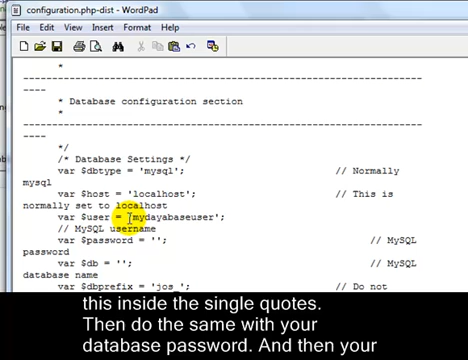 configuration.php-dist - WordPad
File Edit View Insert Format Help
*
----------------------------------------------------------------
----
* Database configuration section
*
----------------------------------------------------------------
----
*/
/* Database Settings */
var $dbtype = 'mysql'; // Normally
mysql
var $host = 'localhost'; // This is
normally set to localhost
var $user = 'mydayabaseuser';
// MySQL username
var $password = ''; // MySQL
password
var $db = ''; // MySQL
database name
var $dbprefix = 'jos_'; // Do not
this inside the single quotes.
Then do the same with your
database password. And then your